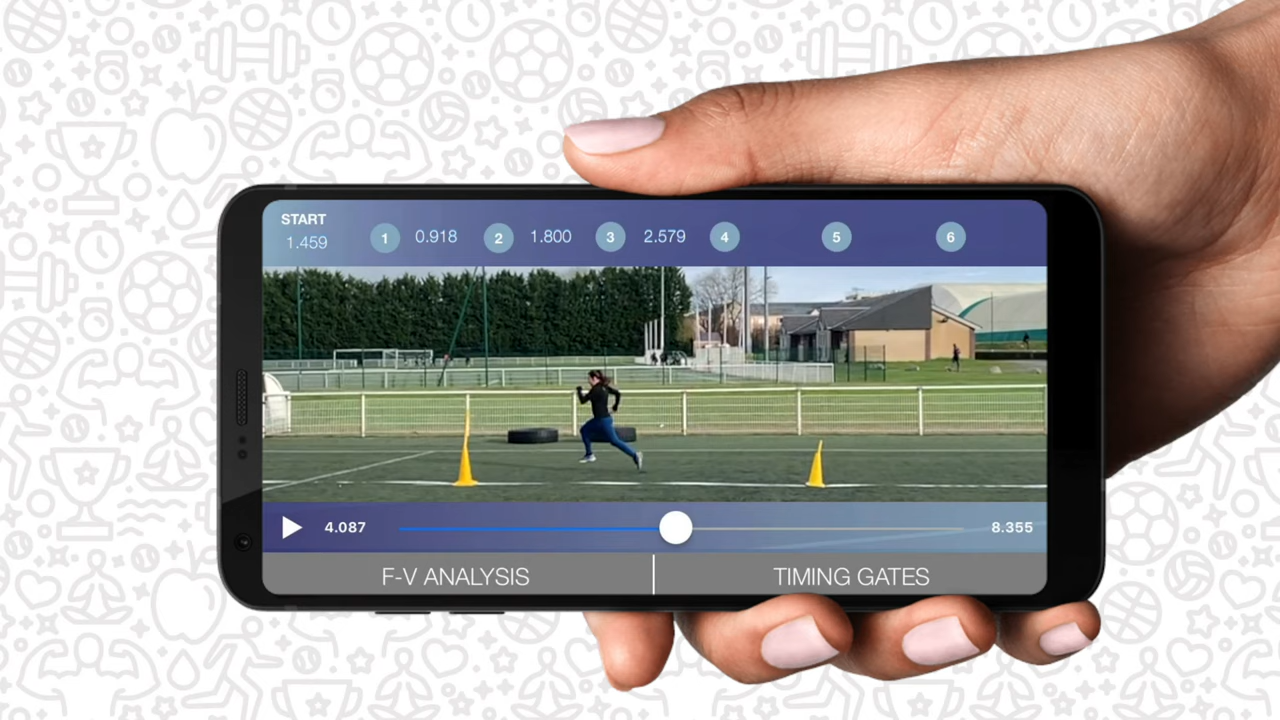 START
1.459
1 0.918 2 1.800 3 2.579 4 5 6
4.087 8.355
F-V ANALYSIS TIMING GATES